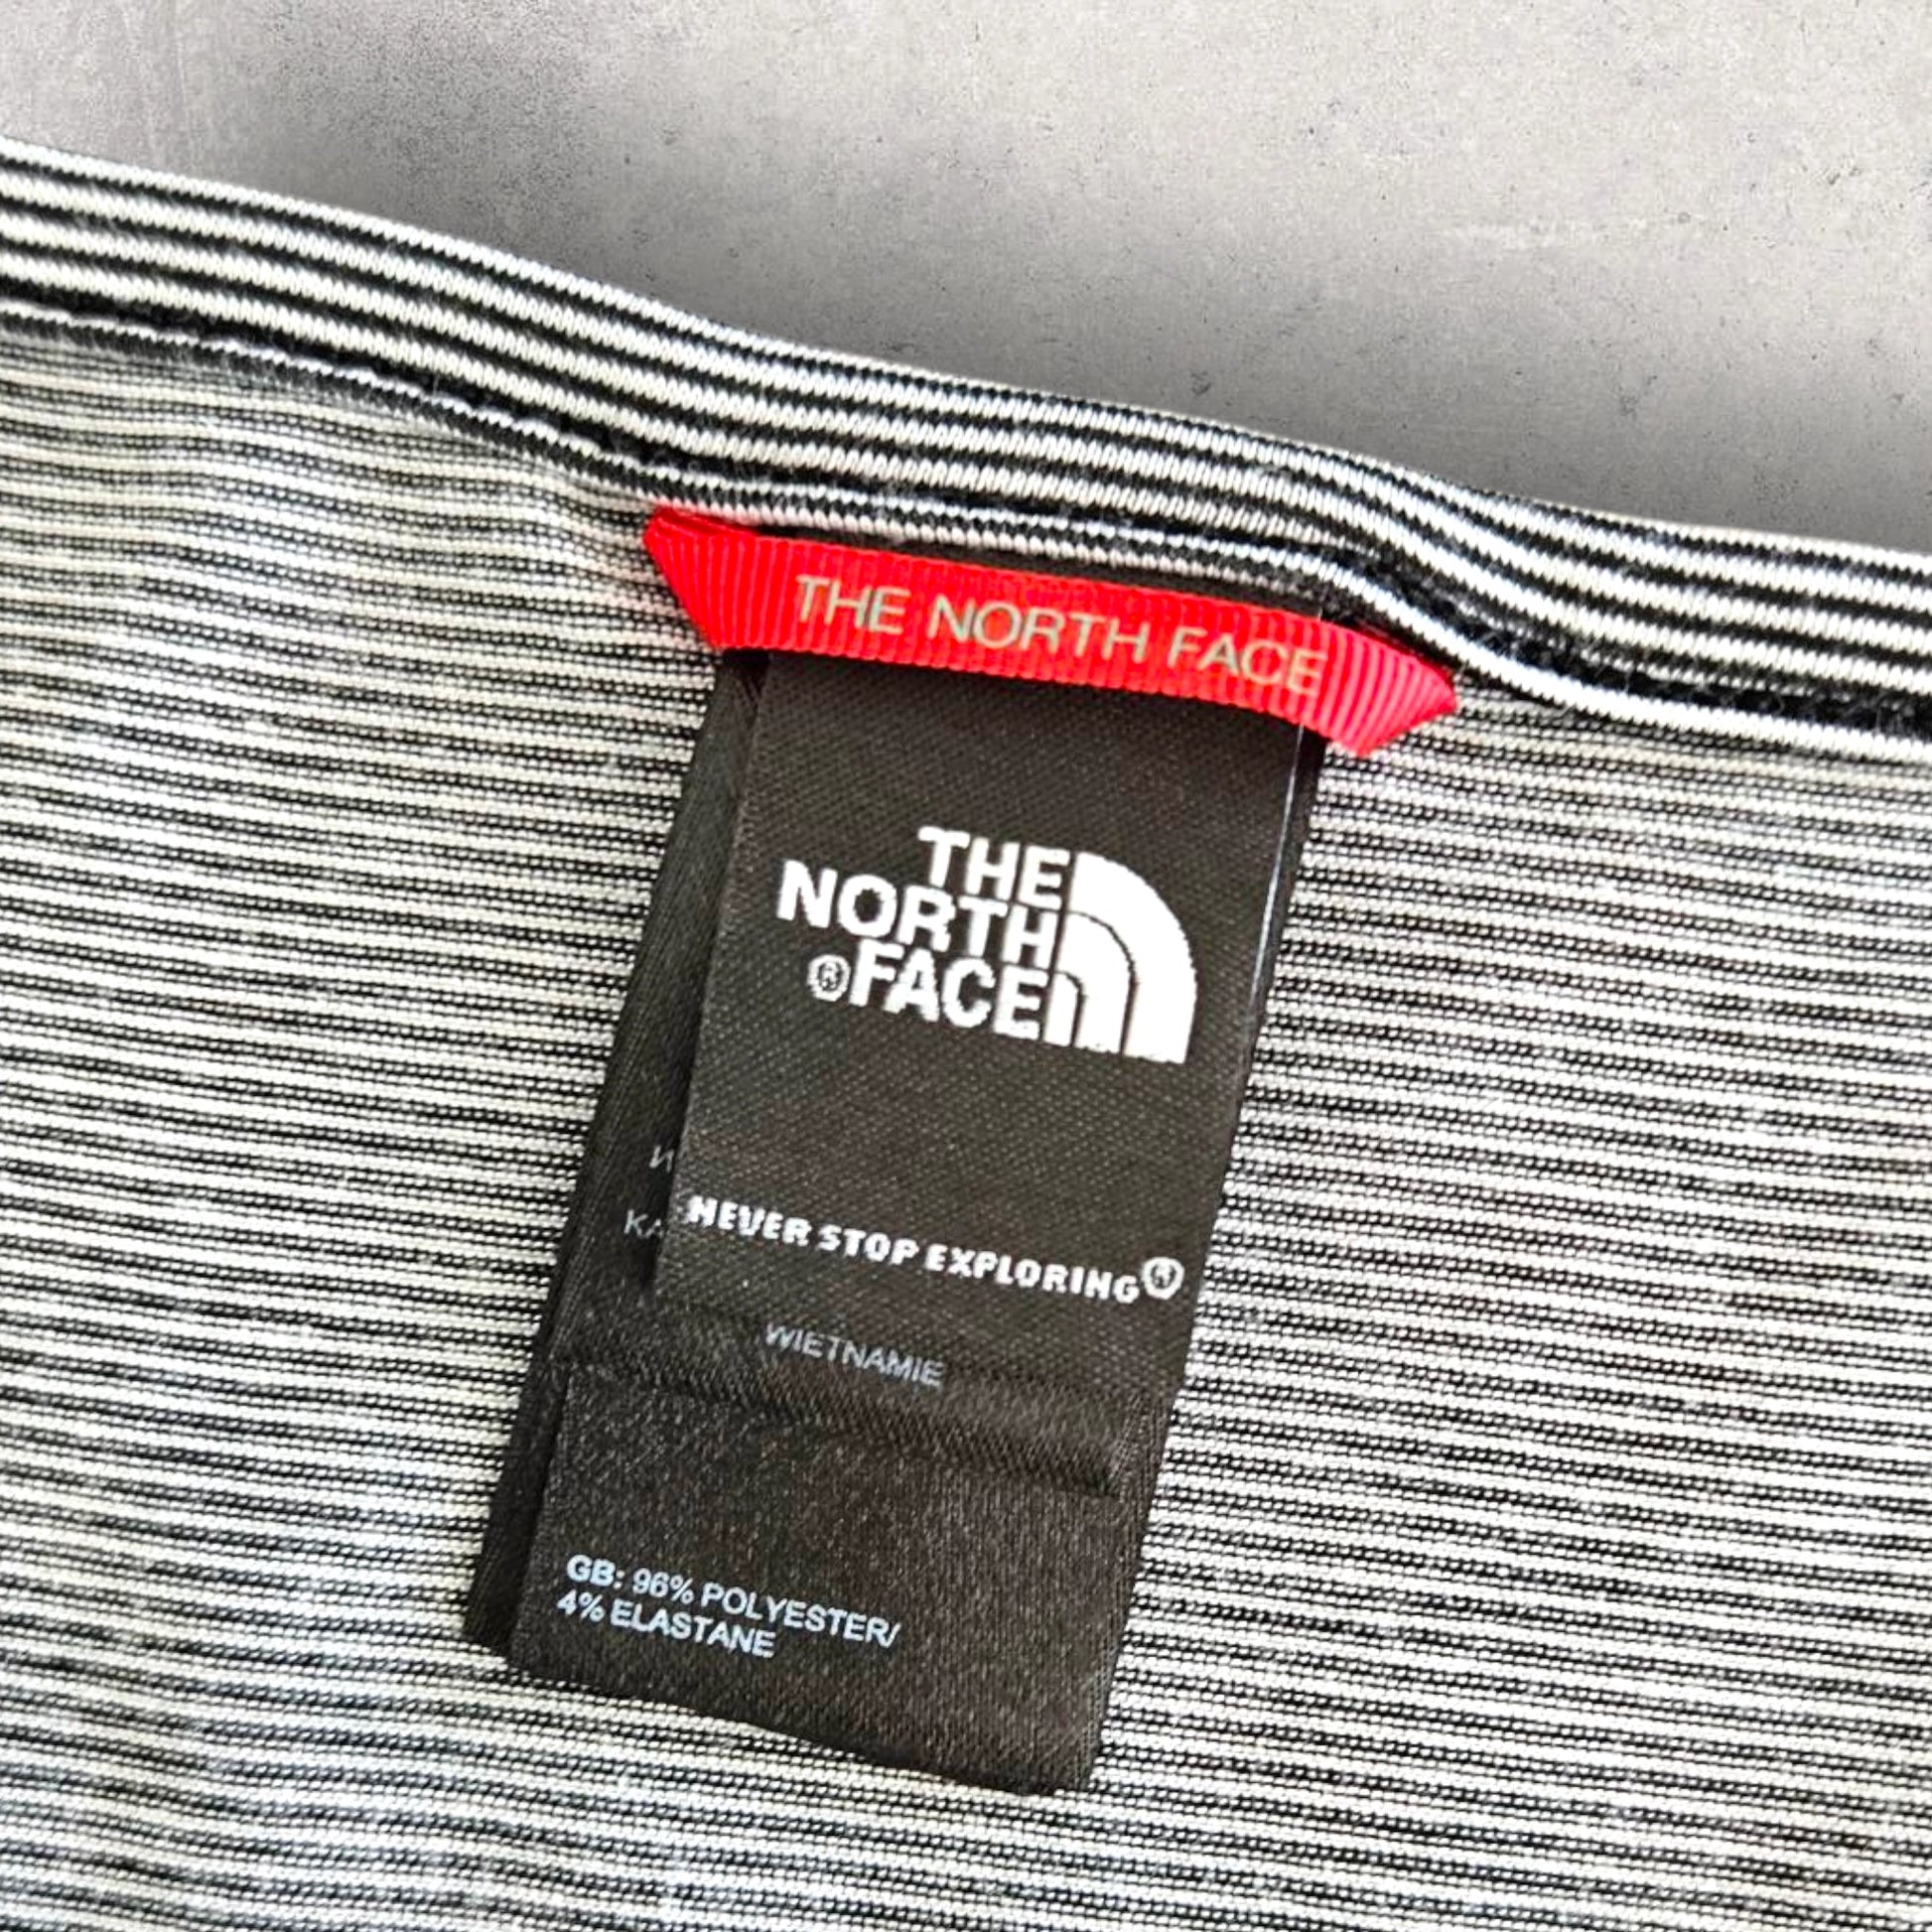 THE NORTH FACE
THE
NORTH
®FACE
NEVER STOP EXPLORING®
WIETNAMIE
GB: 96% POLYESTER/
4% ELASTANE